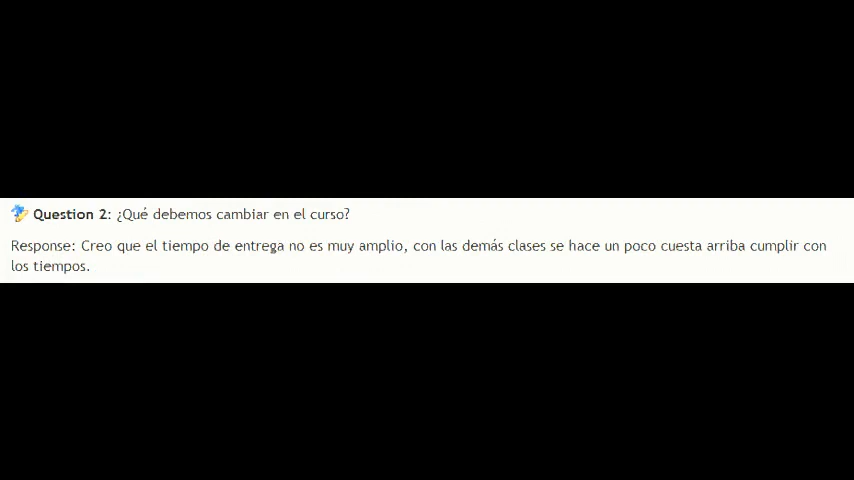 Question 2: ¿Qué debemos cambiar en el curso?
Response: Creo que el tiempo de entrega no es muy amplio, con las demás clases se hace un poco cuesta arriba cumplir con
los tiempos.